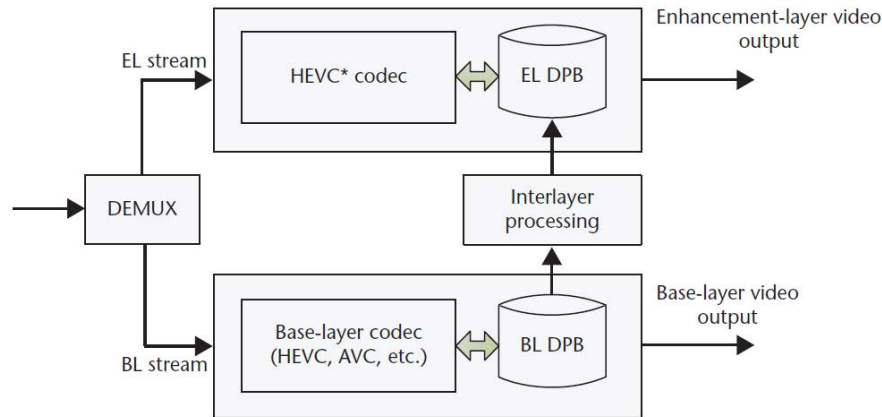 Enhancement-layer video
output
EL stream
HEVC* codec
EL DPB
DEMUX
Interlayer
processing
Base-layer video
output
Base-layer codec
(HEVC, AVC, etc.)
BL DPB
BL stream